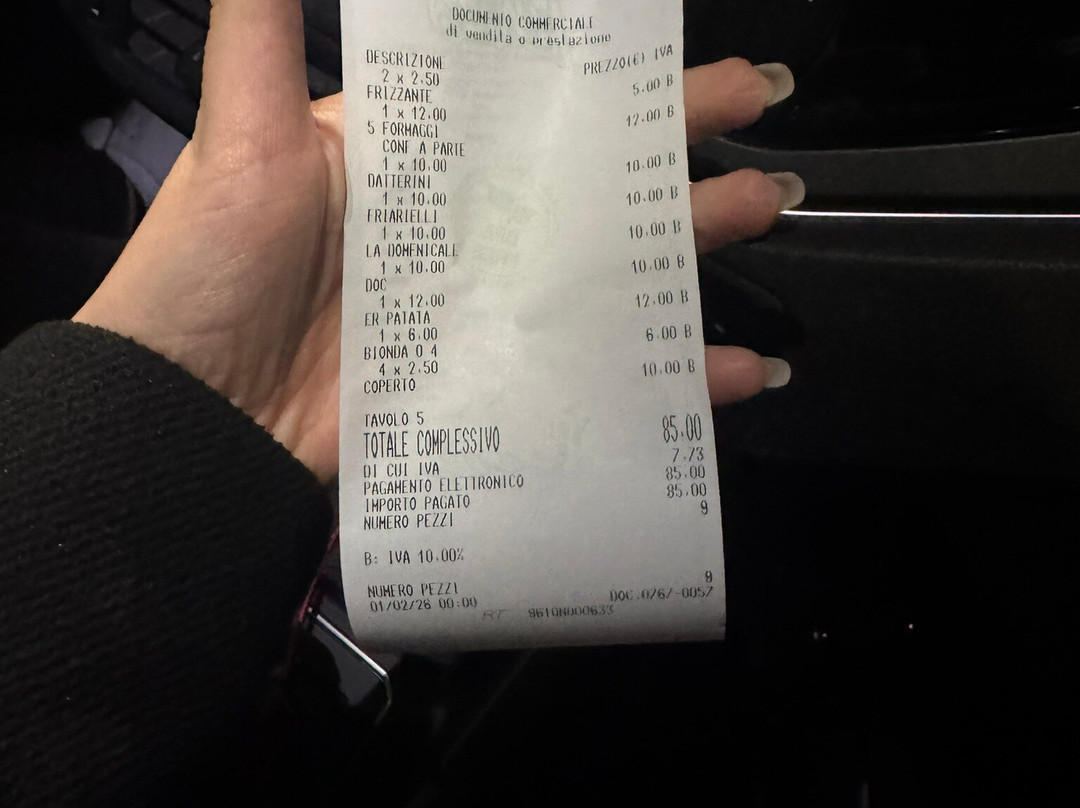 DOCUMENTO COMMERCIALE
di vendita o prestazione
DESCRIZIONE PREZZO(€) IVA
2 x 2.50
FRIZZANTE 5.00 B
1 x 12.00
5 FORMAGGI 12.00 B
CONF A PARTE
1 x 10.00
DATTERINI 10.00 B
1 x 10.00
FRIARIELLI 10.00 B
1 x 10.00
LA DOMENICALE 10.00 B
1 x 10.00
DOC 10.00 B
1 x 12.00
ER PATATA 12.00 B
1 x 6.00
BIONDA 0 4 6.00 B
4 x 2.50
COPERTO 10.00 B
TAVOLO 5
TOTALE COMPLESSIVO 85.00
DI CUI IVA 7.73
PAGAMENTO ELETTRONICO 85.00
IMPORTO PAGATO 85.00
NUMERO PEZZI 9
B: IVA 10.00%
NUMERO PEZZI 9
01/02/26 00:00 DOC.0767-0057
RT